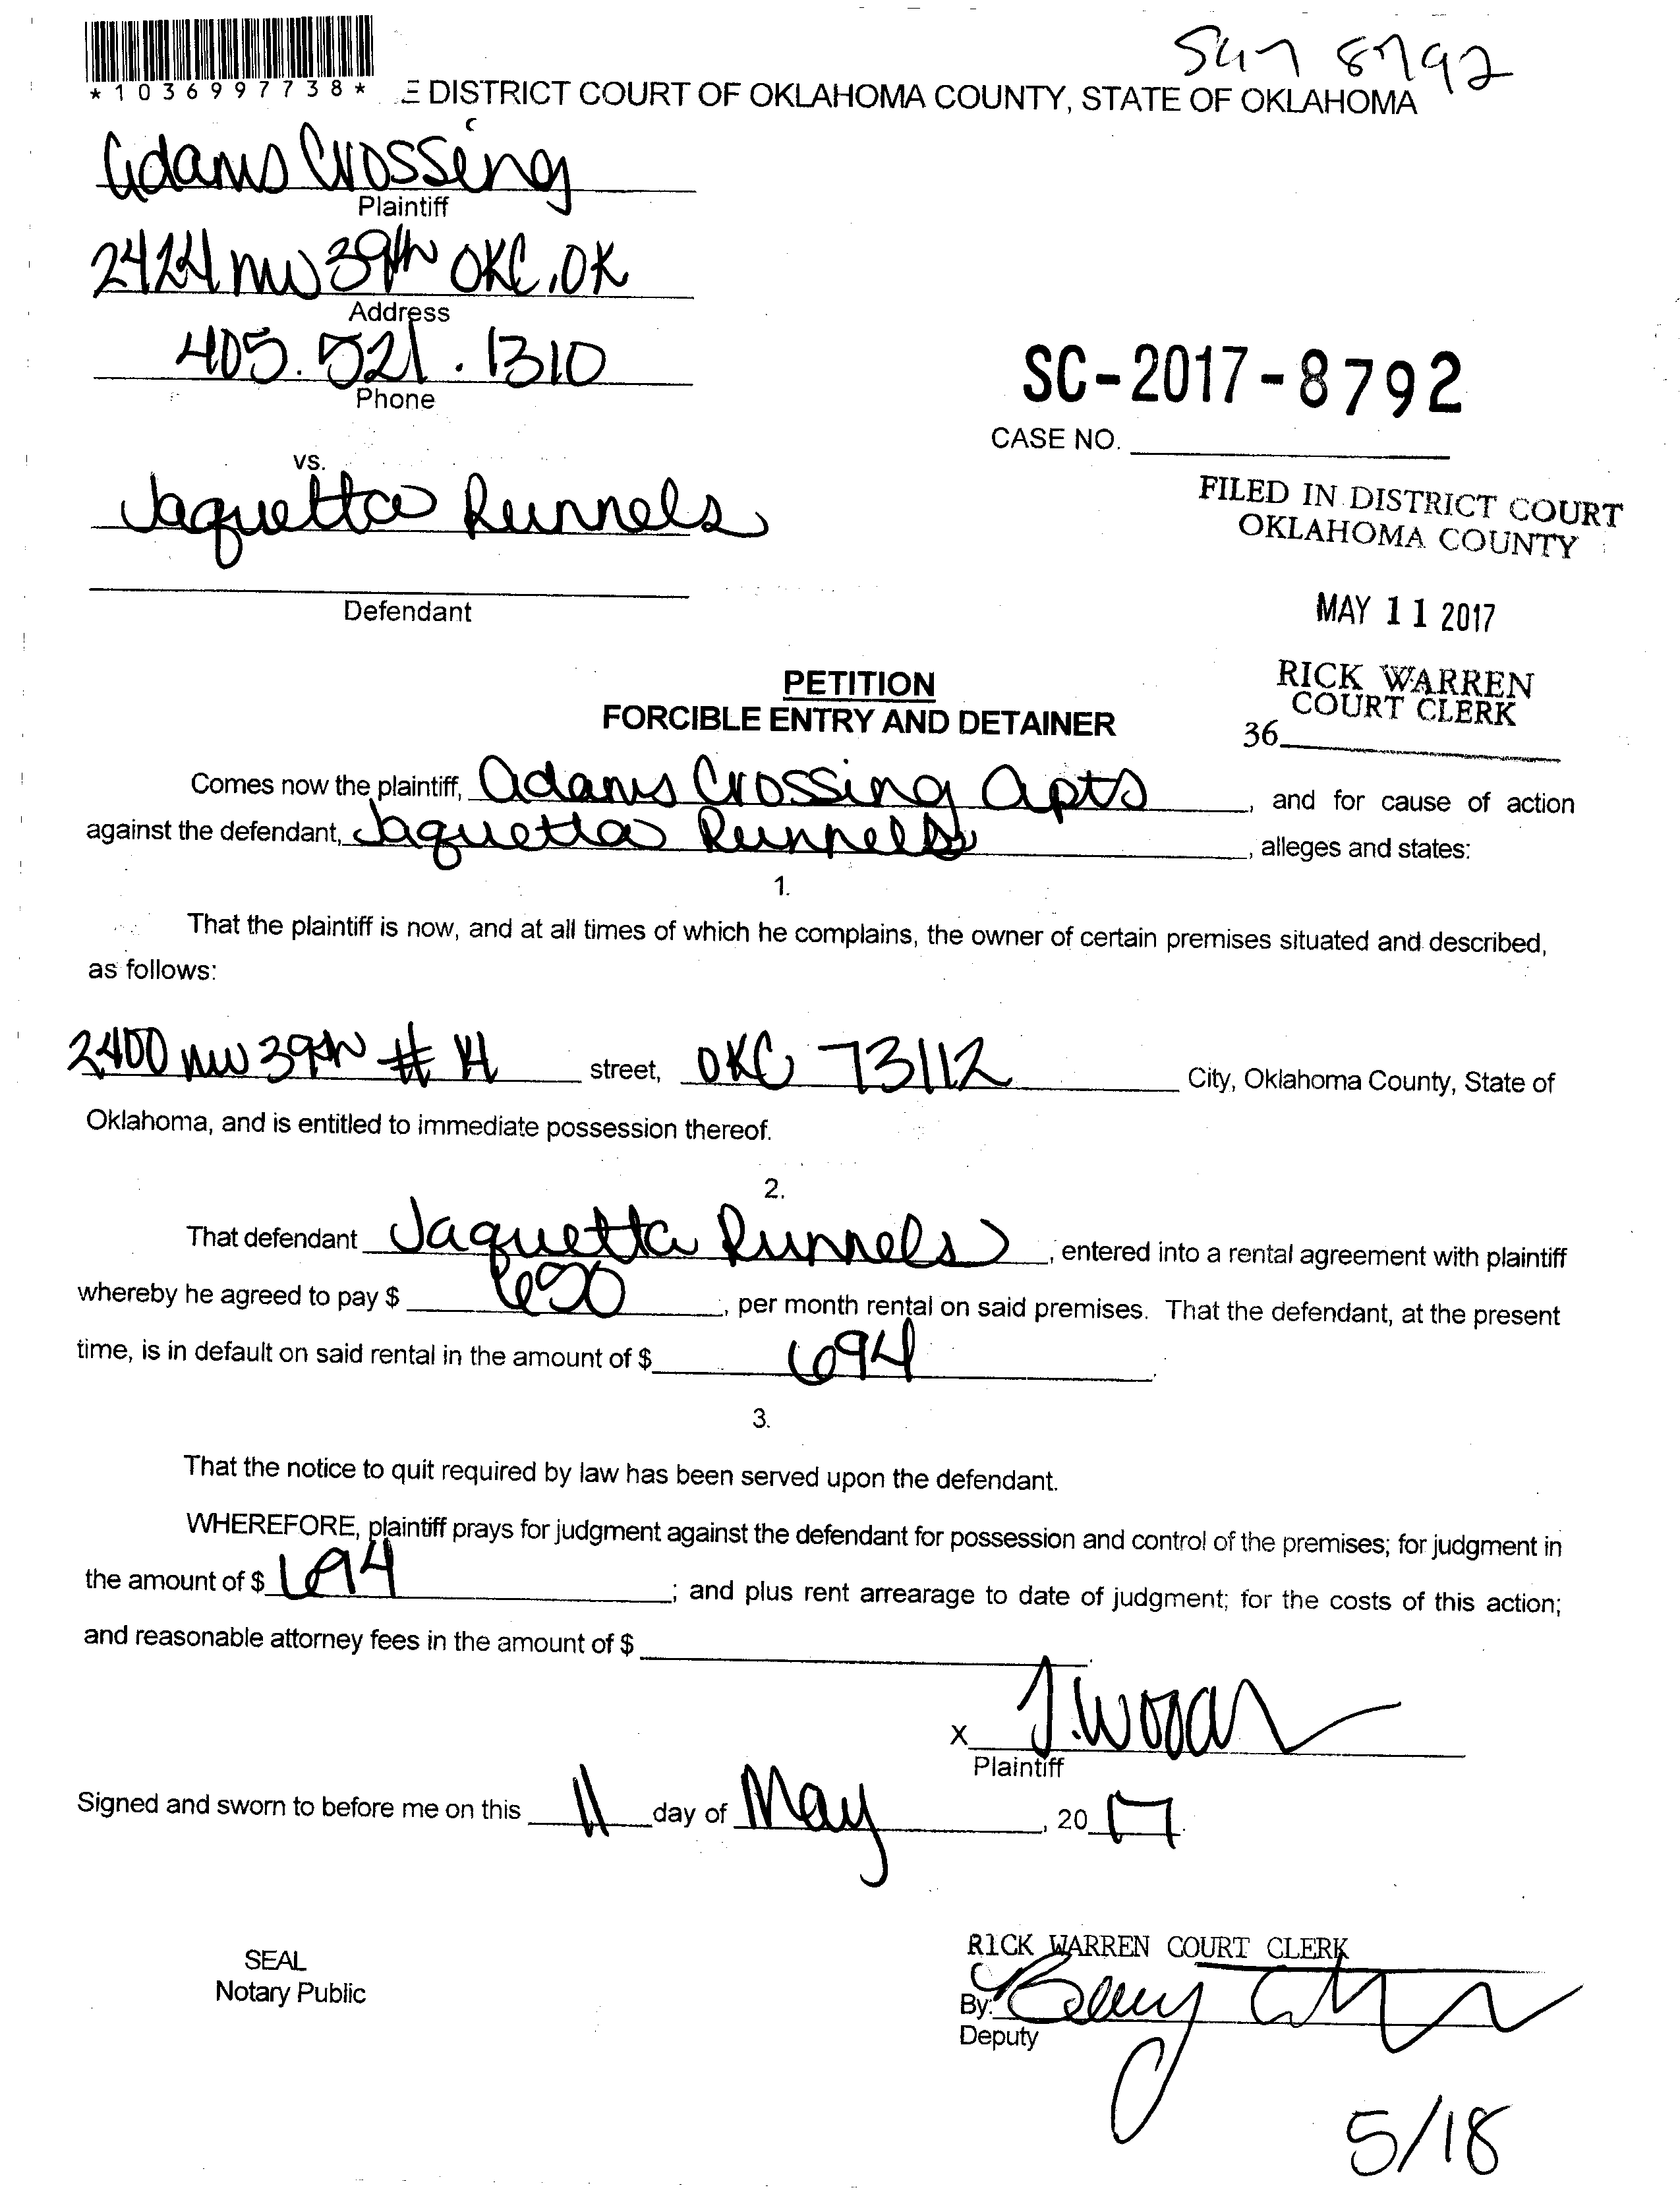 S17 8792
*1036997738*
E DISTRICT COURT OF OKLAHOMA COUNTY, STATE OF OKLAHOMA
Adams Crossing
Plaintiff
2424 NW 39th OKC, OK
Address
405.521.1310
Phone
SC-2017-8792
CASE NO.
vs.
Jaquetta Runnels
Defendant
FILED IN DISTRICT COURT
OKLAHOMA COUNTY
MAY 11 2017
RICK WARREN
COURT CLERK
36
PETITION
FORCIBLE ENTRY AND DETAINER
Comes now the plaintiff, Adams Crossing Apts, and for cause of action
against the defendant, Jaquetta Runnels, alleges and states:
1.
That the plaintiff is now, and at all times of which he complains, the owner of certain premises situated and described,
as follows:
2400 NW 39th # 14 street, OKC 73112 City, Oklahoma County, State of
Oklahoma, and is entitled to immediate possession thereof.
2.
That defendant Jaquetta Runnels, entered into a rental agreement with plaintiff
whereby he agreed to pay $ 650, per month rental on said premises. That the defendant, at the present
time, is in default on said rental in the amount of $ 694.
3.
That the notice to quit required by law has been served upon the defendant.
WHEREFORE, plaintiff prays for judgment against the defendant for possession and control of the premises; for judgment in
the amount of $ 694; and plus rent arrearage to date of judgment; for the costs of this action;
and reasonable attorney fees in the amount of $
X J. Wood
Plaintiff
Signed and sworn to before me on this 11 day of May, 2017.
SEAL
Notary Public
RICK WARREN COURT CLERK
By:
Deputy
5/18